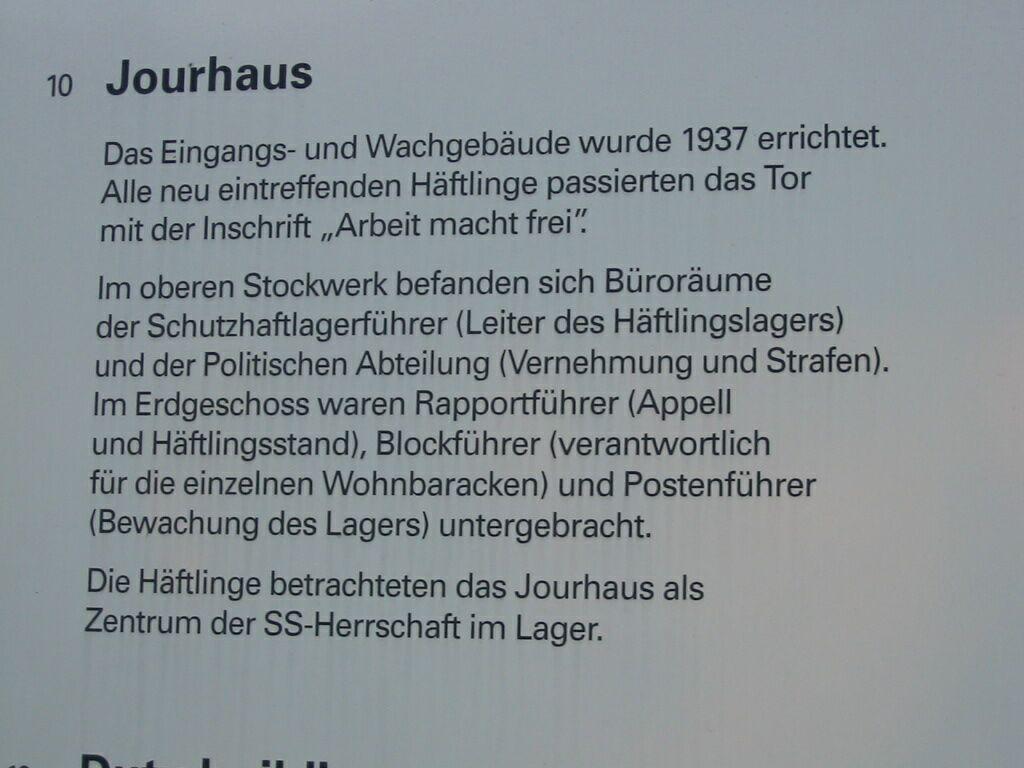 10 Jourhaus
Das Eingangs- und Wachgebäude wurde 1937 errichtet.
Alle neu eintreffenden Häftlinge passierten das Tor
mit der Inschrift „Arbeit macht frei”.
Im oberen Stockwerk befanden sich Büroräume
der Schutzhaftlagerführer (Leiter des Häftlingslagers)
und der Politischen Abteilung (Vernehmung und Strafen).
Im Erdgeschoss waren Rapportführer (Appell
und Häftlingsstand), Blockführer (verantwortlich
für die einzelnen Wohnbaracken) und Postenführer
(Bewachung des Lagers) untergebracht.
Die Häftlinge betrachteten das Jourhaus als
Zentrum der SS-Herrschaft im Lager.